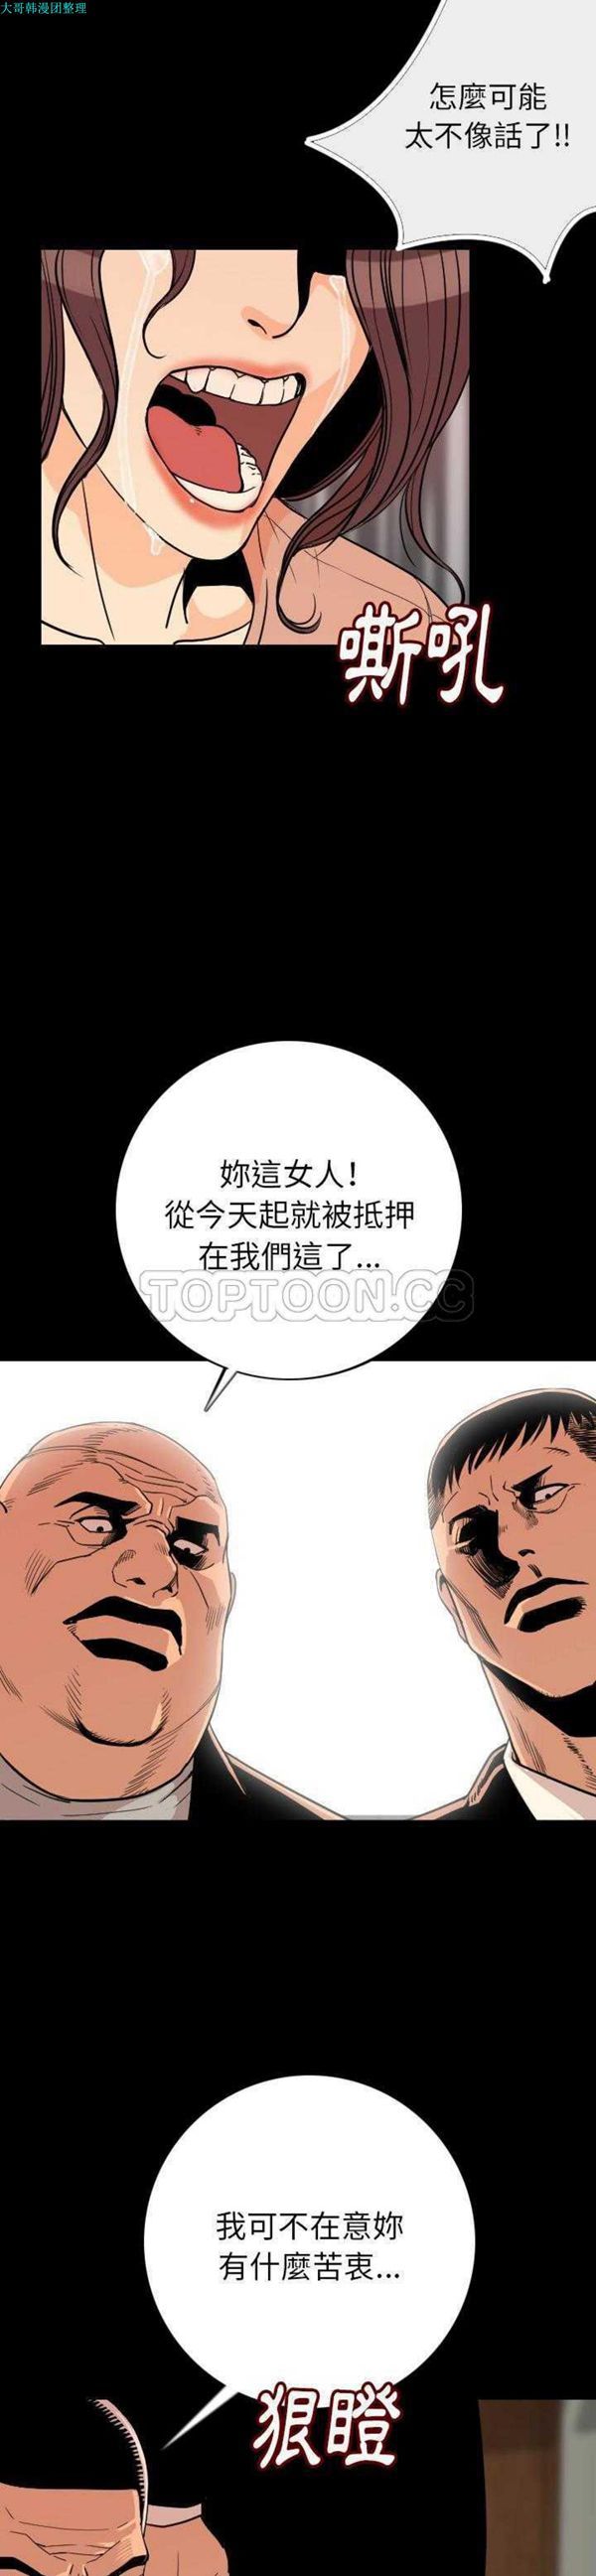 大哥韩漫团整理
怎麼可能
太不像話了!!
嘶吼
妳這女人!
從今天起就被抵押
在我們這了...
TOPTOON.CC
我可不在意妳
有什麼苦衷...
狠瞪